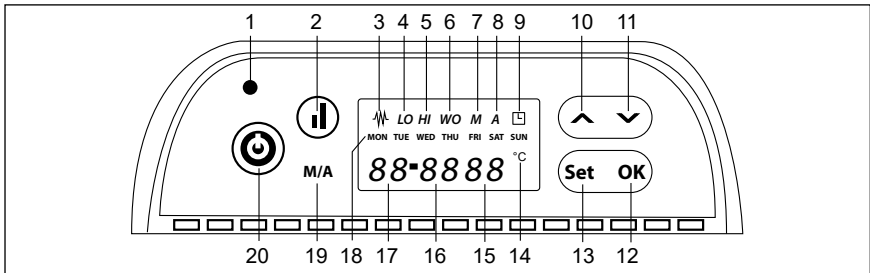 1 2 3 4 5 6 7 8 9 10 11
LO HI WO M A
MON TUE WED THU FRI SAT SUN
88-8888 °C
M/A
Set OK
20 19 18 17 16 15 14 13 12